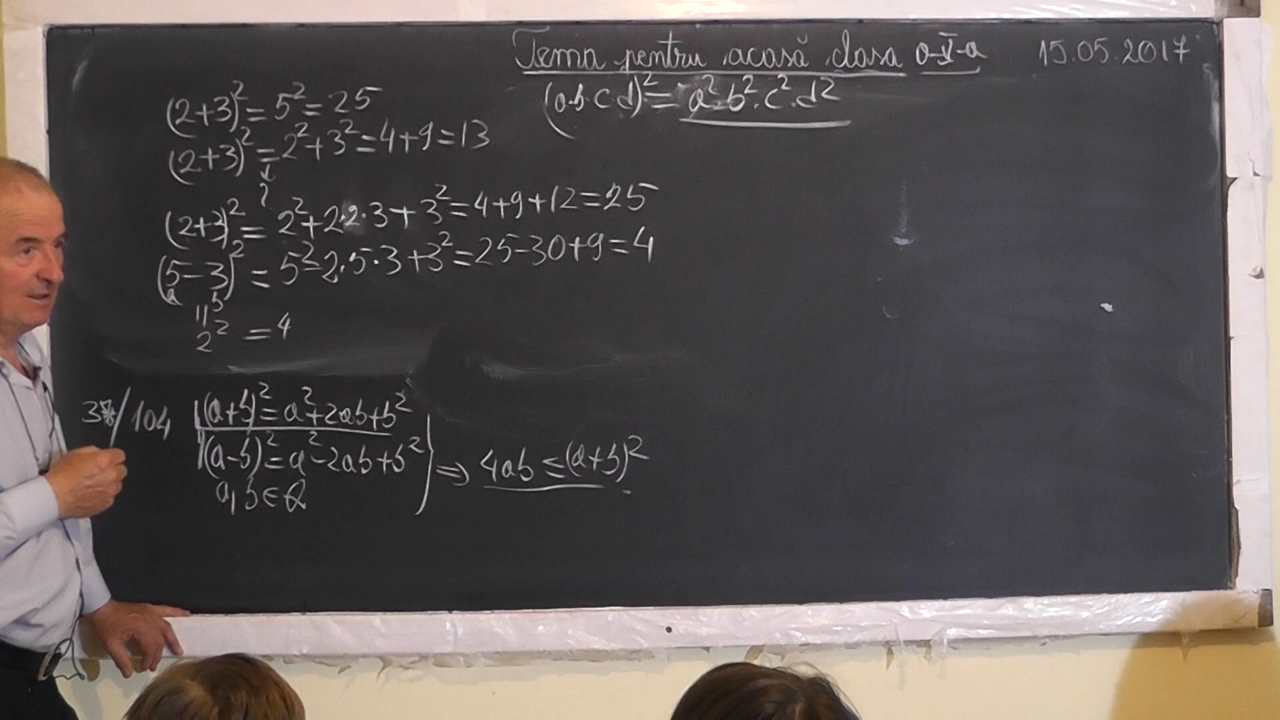 Tema pentru acasă clasa a-V-a 15.05.2017
(a·b·c·d)² = a²·b²·c²·d²
(2+3)² = 5² = 25
(2+3)² = 2²+3² = 4+9 = 13
?
(2+3)² = 2²+2·2·3+3² = 4+9+12 = 25
(5-3)² = 5²-2·5·3+3² = 25-30+9 = 4
a b
2² = 4
/104 (a+b)² = a²+2ab+b²
(a-b)² = a²-2ab+b² ⇒ 4ab ≤ (a+b)²
a, b ∈ Q